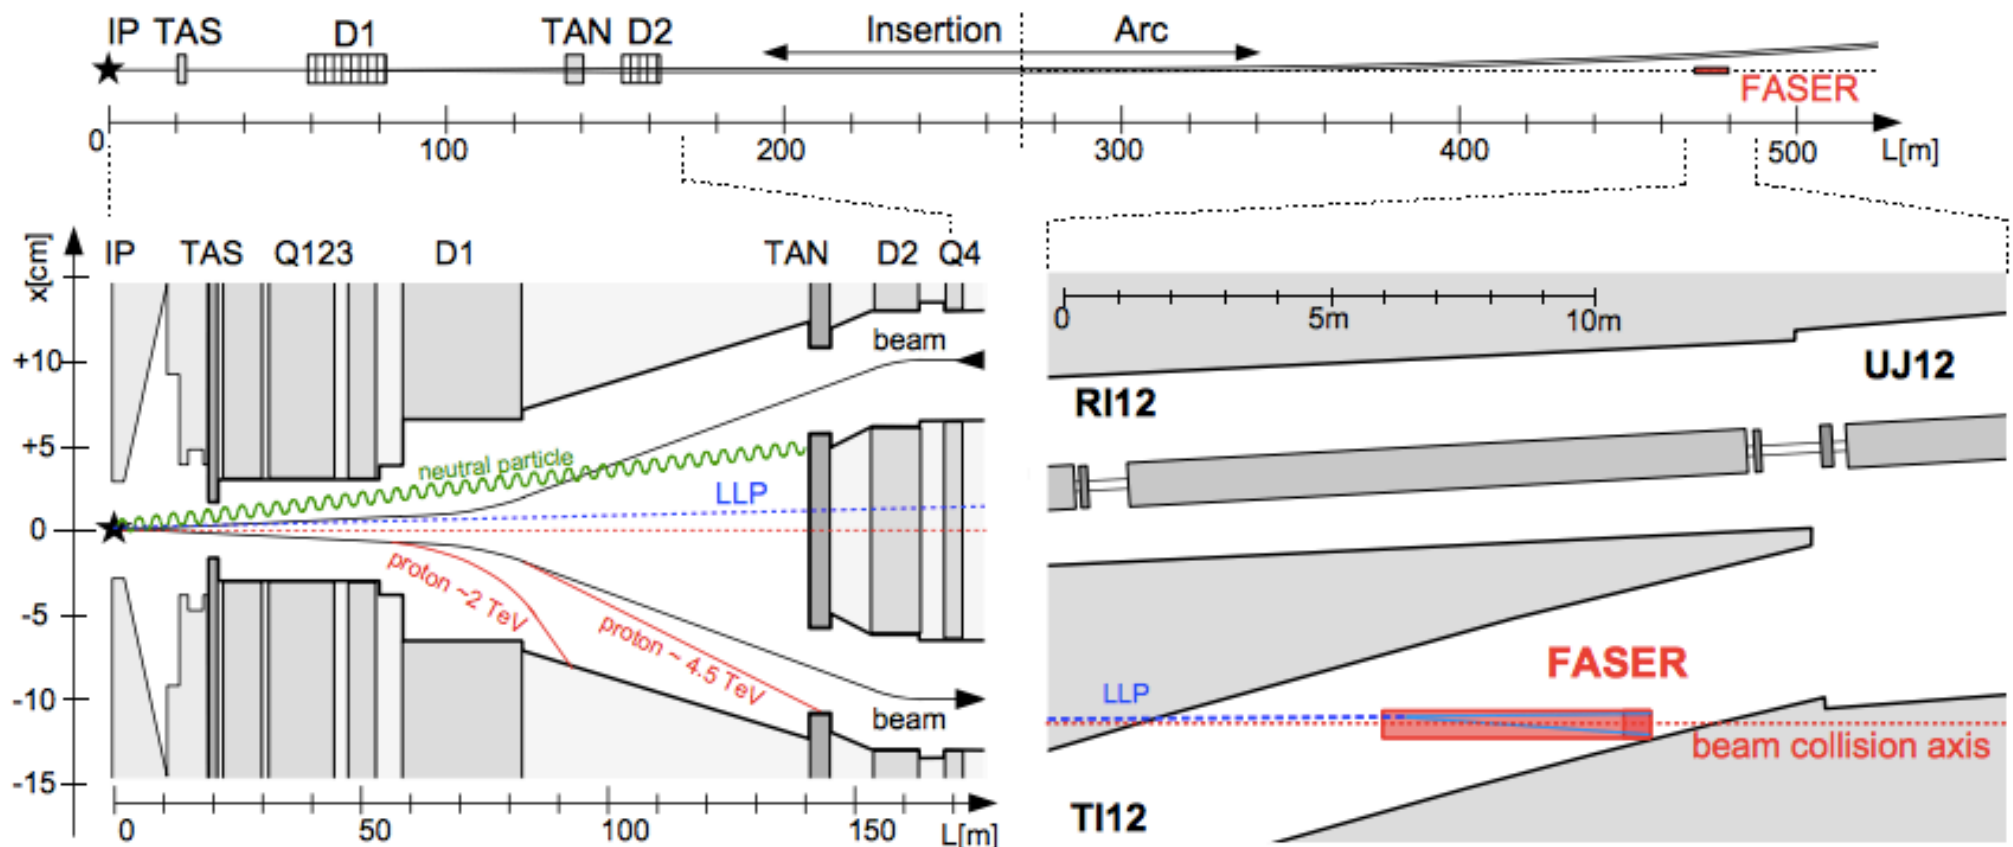 IP TAS D1 TAN D2 Insertion Arc
FASER
0 100 200 300 400 500 L[m]
IP TAS Q123 D1 TAN D2 Q4
x[cm]
+10
+5
0
-5
-10
-15
beam
neutral particle
LLP
proton ~2 TeV
proton ~ 4.5 TeV
beam
0 50 100 150 L[m]
0 5m 10m
RI12
UJ12
FASER
LLP
beam collision axis
TI12